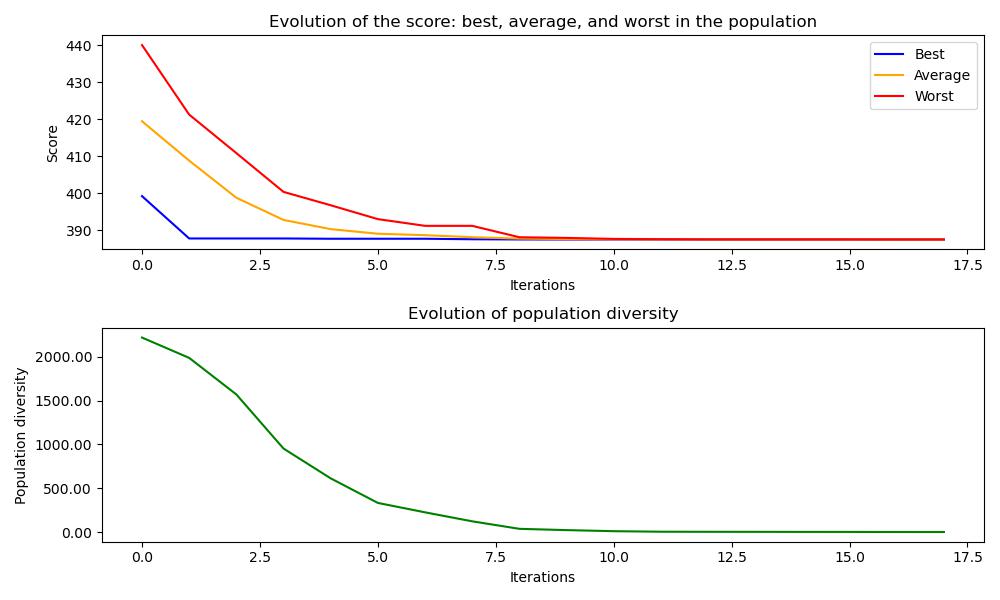 Evolution of the score: best, average, and worst in the population
440
430
420
410
400
390
Score
Best
Average
Worst
0.0 2.5 5.0 7.5 10.0 12.5 15.0 17.5
Iterations
Evolution of population diversity
2000.00
1500.00
1000.00
500.00
0.00
Population diversity
0.0 2.5 5.0 7.5 10.0 12.5 15.0 17.5
Iterations